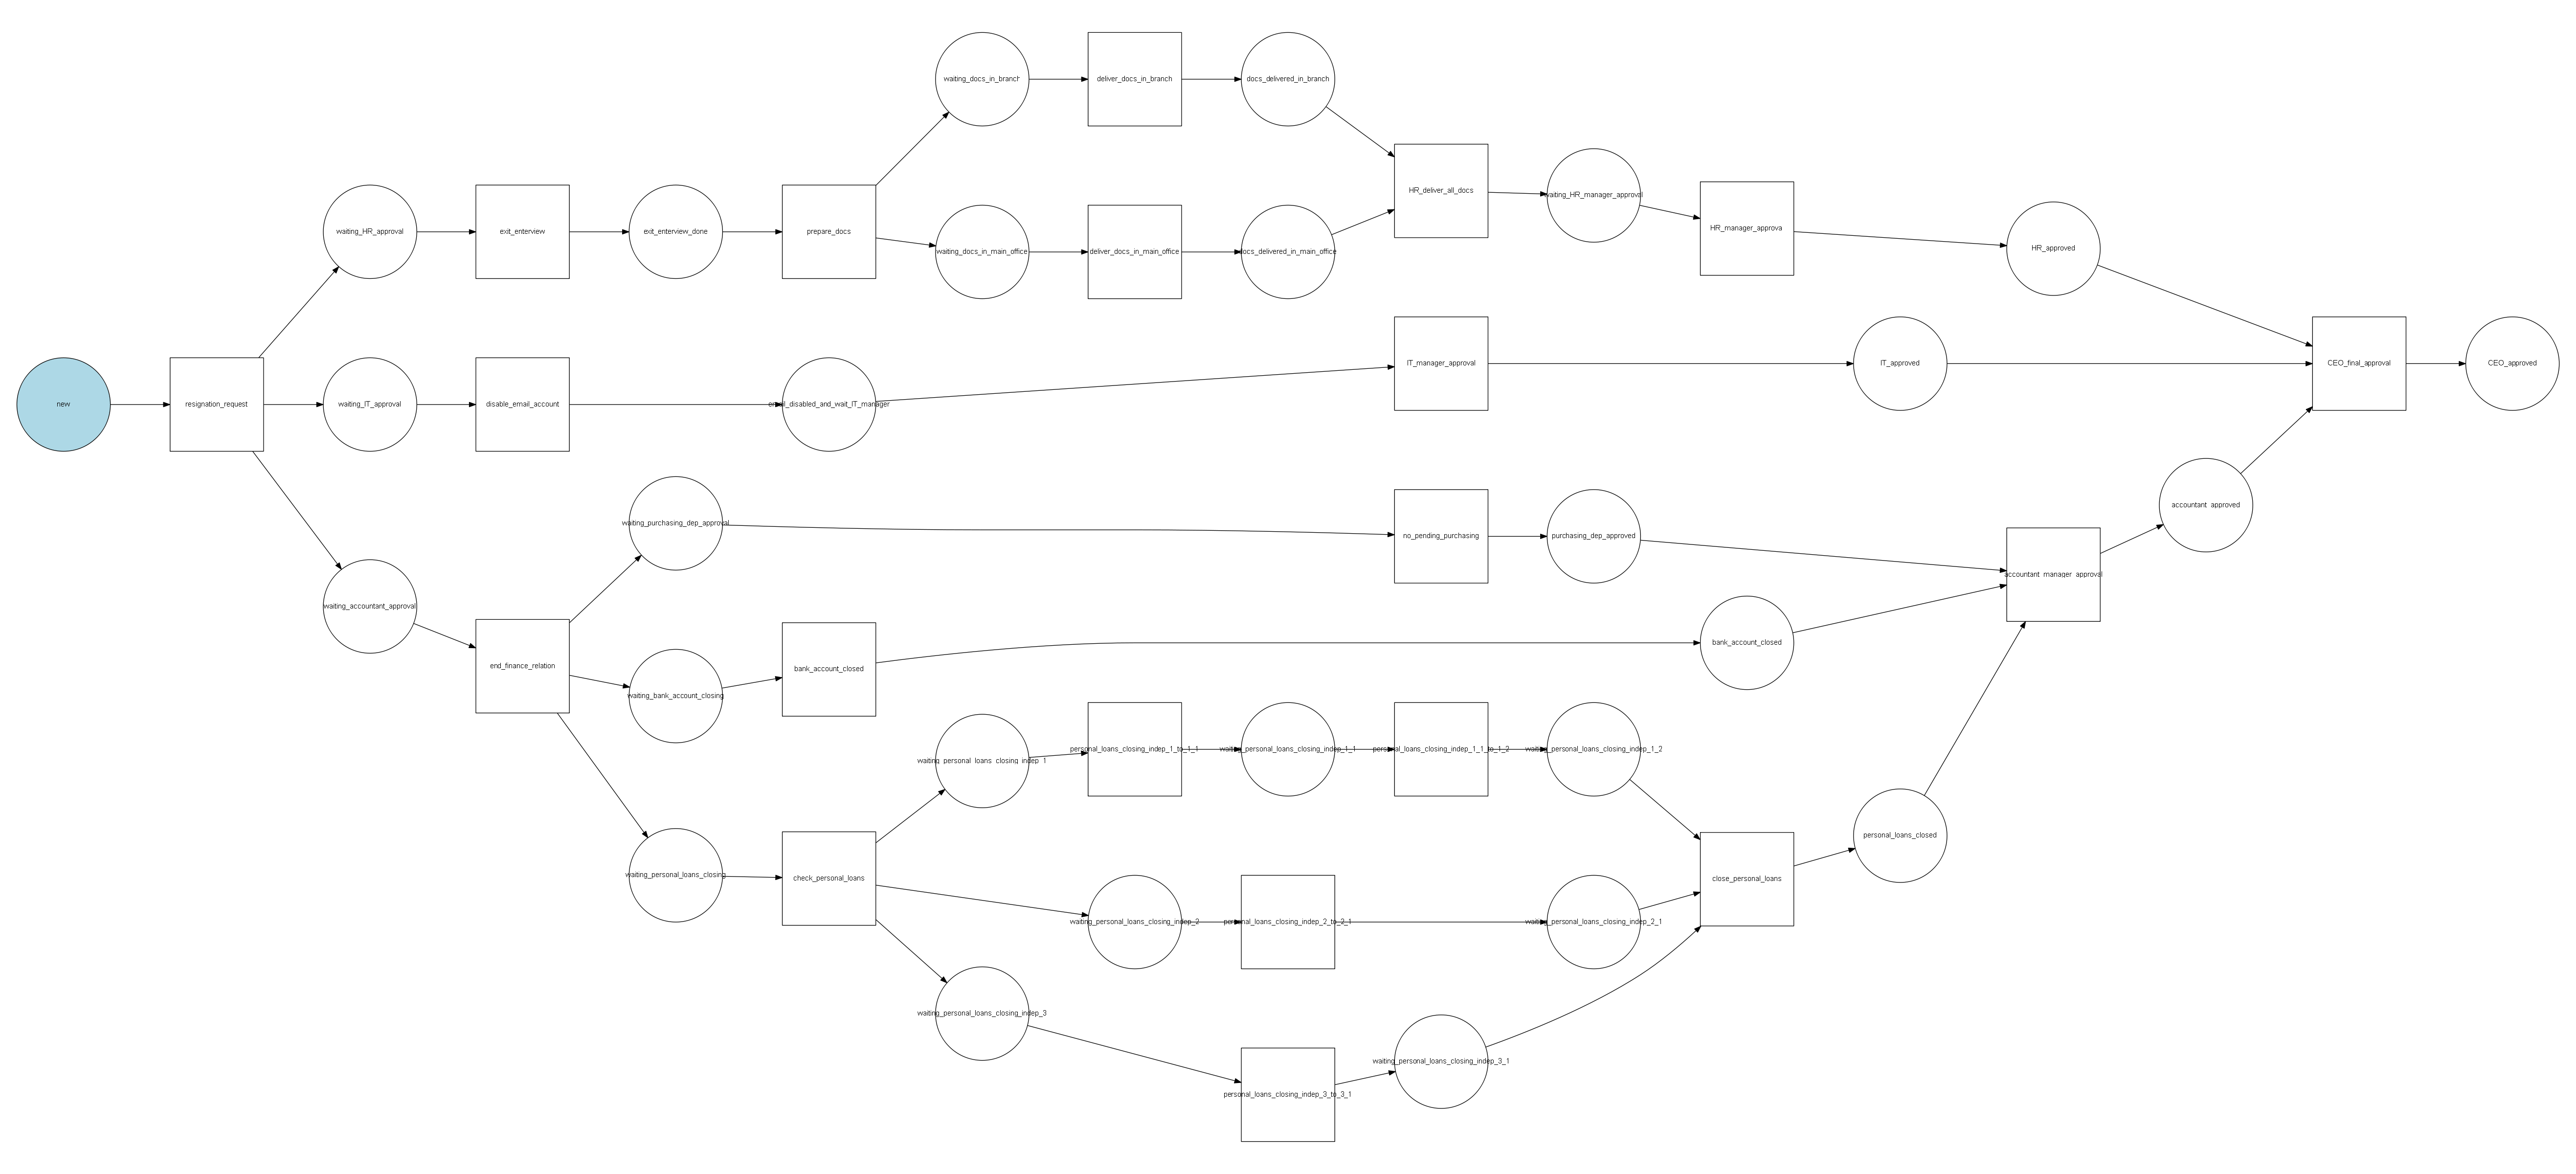 waiting_docs_in_branch
deliver_docs_in_branch
docs_delivered_in_branch
HR_deliver_all_docs
waiting_HR_manager_approval
HR_manager_approva
waiting_HR_approval
exit_enterview
exit_enterview_done
prepare_docs
waiting_docs_in_main_office
deliver_docs_in_main_office
docs_delivered_in_main_office
HR_approved
new
resignation_request
waiting_IT_approval
disable_email_account
email_disabled_and_wait_IT_manager
IT_manager_approval
IT_approved
CEO_final_approval
CEO_approved
waiting_purchasing_dep_approval
no_pending_purchasing
purchasing_dep_approved
accountant_manager_approval
accountant_approved
waiting_accountant_approval
end_finance_relation
waiting_bank_account_closing
bank_account_closed
bank_account_closed
waiting_personal_loans_closing_indep_1
personal_loans_closing_indep_1_to_1_1
waiting_personal_loans_closing_indep_1_1
personal_loans_closing_indep_1_1_to_1_2
waiting_personal_loans_closing_indep_1_2
waiting_personal_loans_closing
check_personal_loans
waiting_personal_loans_closing_indep_2
personal_loans_closing_indep_2_to_2_1
waiting_personal_loans_closing_indep_2_1
close_personal_loans
personal_loans_closed
waiting_personal_loans_closing_indep_3
personal_loans_closing_indep_3_to_3_1
waiting_personal_loans_closing_indep_3_1